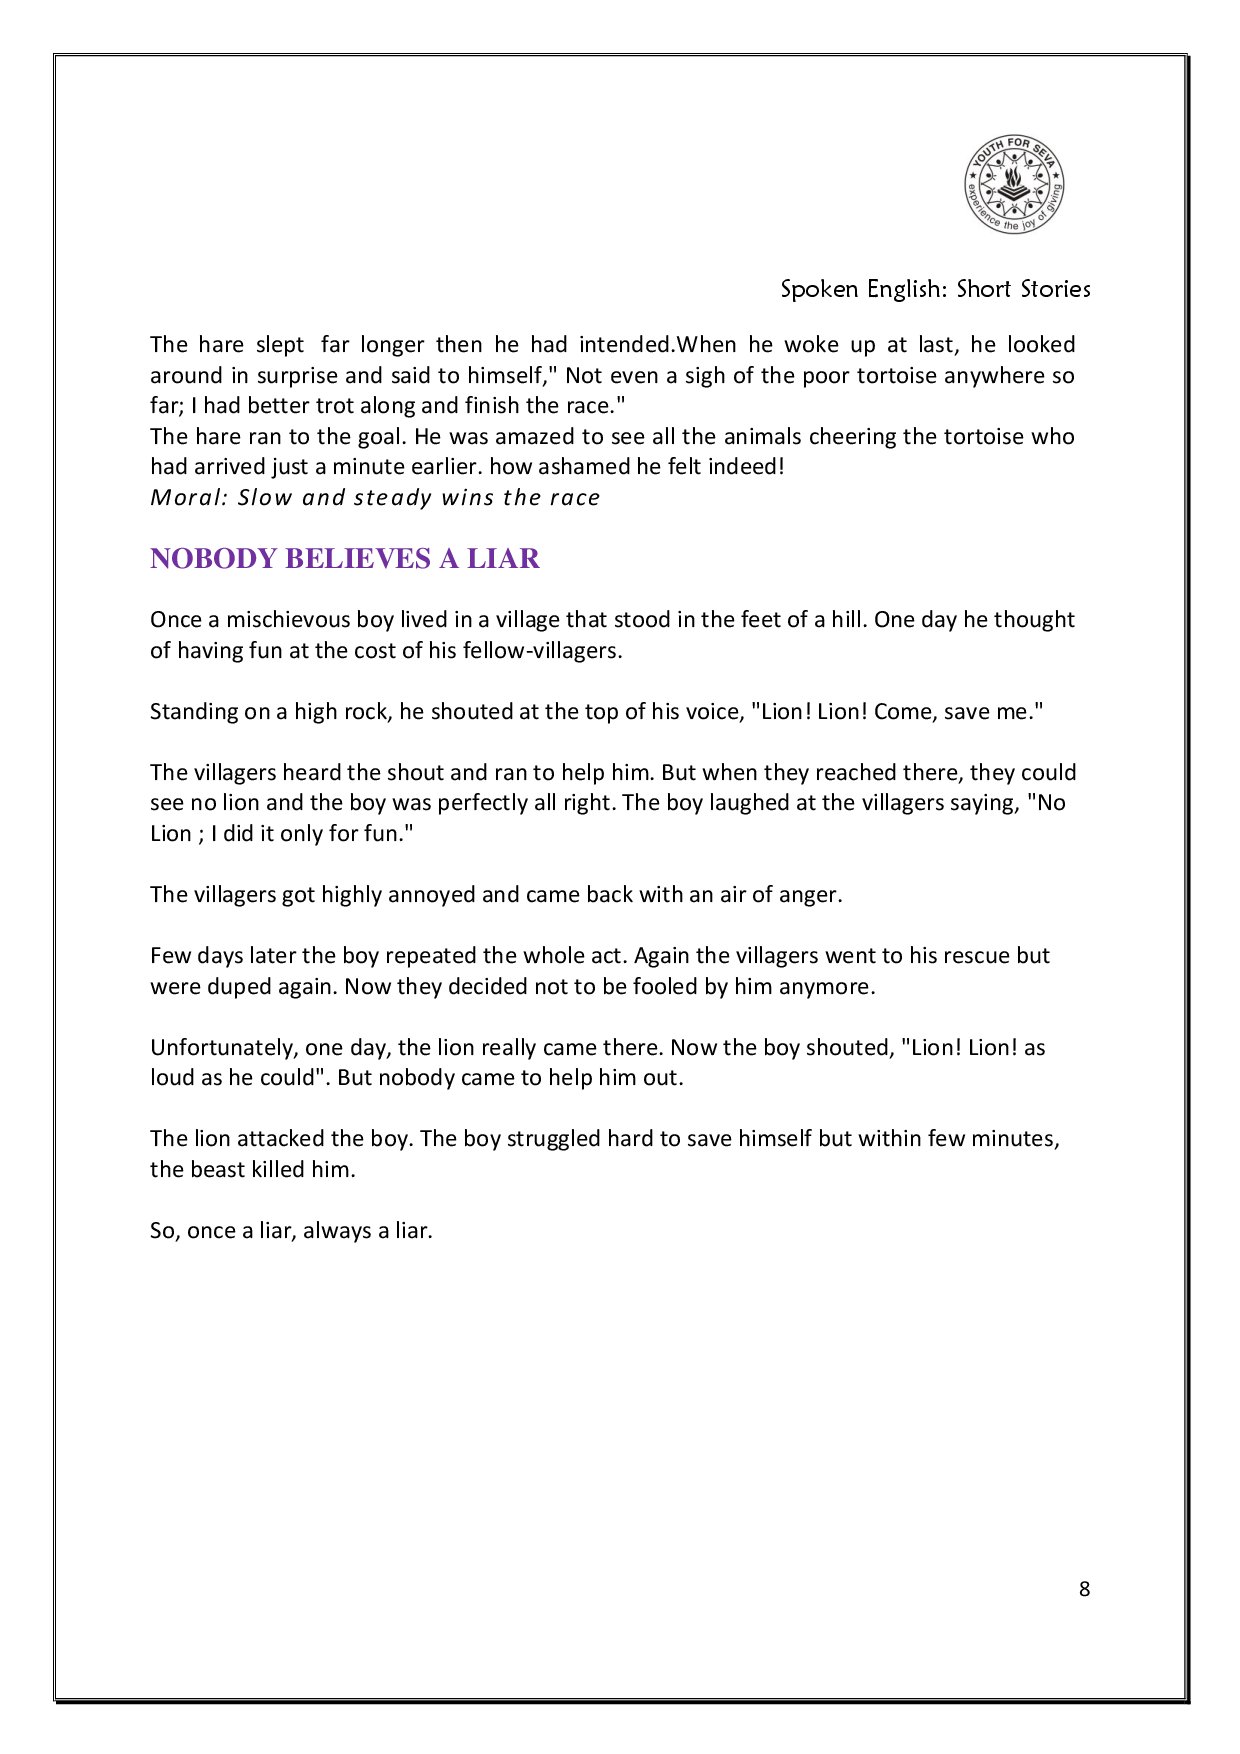 YOUTH FOR SEVA
experience the joy of giving
Spoken English: Short Stories
The hare slept  far longer then he had intended.When he woke up at last, he looked
around in surprise and said to himself," Not even a sigh of the poor tortoise anywhere so
far; I had better trot along and finish the race."
The hare ran to the goal. He was amazed to see all the animals cheering the tortoise who
had arrived just a minute earlier. how ashamed he felt indeed!
Moral: Slow and steady wins the race
NOBODY BELIEVES A LIAR
Once a mischievous boy lived in a village that stood in the feet of a hill. One day he thought
of having fun at the cost of his fellow-villagers.
Standing on a high rock, he shouted at the top of his voice, "Lion! Lion! Come, save me."
The villagers heard the shout and ran to help him. But when they reached there, they could
see no lion and the boy was perfectly all right. The boy laughed at the villagers saying, "No
Lion ; I did it only for fun."
The villagers got highly annoyed and came back with an air of anger.
Few days later the boy repeated the whole act. Again the villagers went to his rescue but
were duped again. Now they decided not to be fooled by him anymore.
Unfortunately, one day, the lion really came there. Now the boy shouted, "Lion! Lion! as
loud as he could". But nobody came to help him out.
The lion attacked the boy. The boy struggled hard to save himself but within few minutes,
the beast killed him.
So, once a liar, always a liar.
8